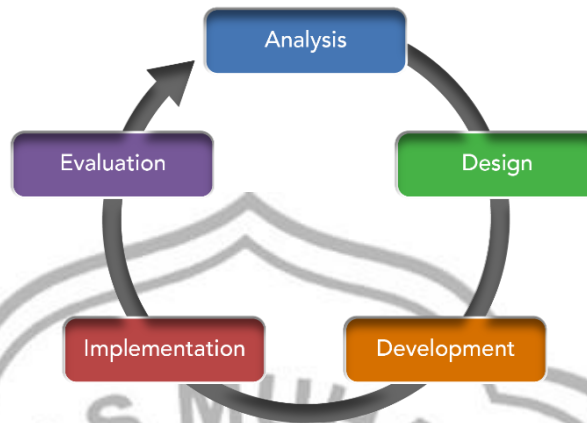 Analysis
Design
Development
Implementation
Evaluation